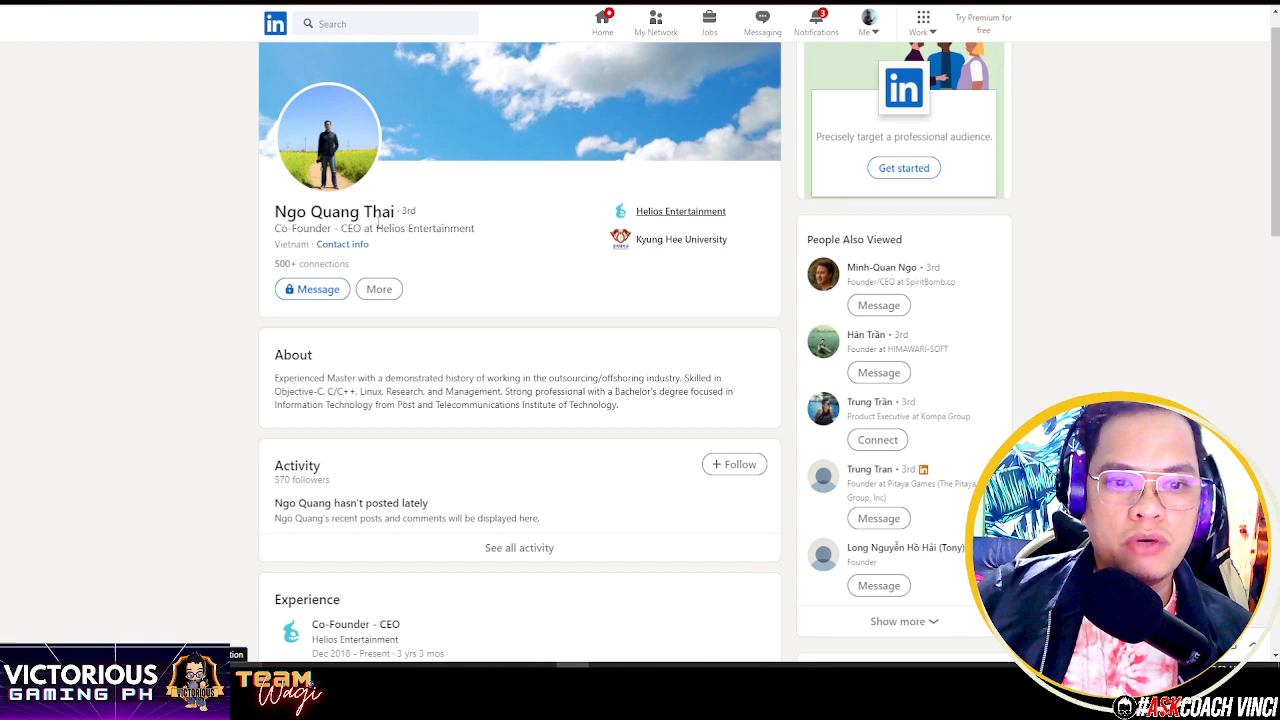 in
Search
Home
My Network
Jobs
Messaging
3
Notifications
Me
Work
Try Premium for
free
in
Precisely target a professional audience.
Get started
Ngo Quang Thai · 3rd
Co-Founder - CEO at Helios Entertainment
Vietnam · Contact info
500+ connections
Message
More
Helios Entertainment
Kyung Hee University
About
Experienced Master with a demonstrated history of working in the outsourcing/offshoring industry. Skilled in
Objective-C, C/C++, Linux, Research, and Management. Strong professional with a Bachelor's degree focused in
Information Technology from Post and Telecommunications Institute of Technology.
Activity
570 followers
+ Follow
Ngo Quang hasn't posted lately
Ngo Quang's recent posts and comments will be displayed here.
See all activity
Experience
Co-Founder - CEO
Helios Entertainment
Dec 2018 - Present · 3 yrs 3 mos
People Also Viewed
Minh-Quan Ngo • 3rd
Founder/CEO at SpiritBomb.co
Message
Hân Trần • 3rd
Founder at HIMAWARI-SOFT
Message
Trung Trần • 3rd
Product Executive at Kompa Group
Connect
Trung Tran • 3rd in
Founder at Pitaya Games (The Pitaya
Group, Inc)
Message
Long Nguyễn Hồ Hải (Tony)
Founder
Message
Show more
tion
VICTORIOUS
GAMING PH
TEAM
Wagi
#ASKCOACH VINCI